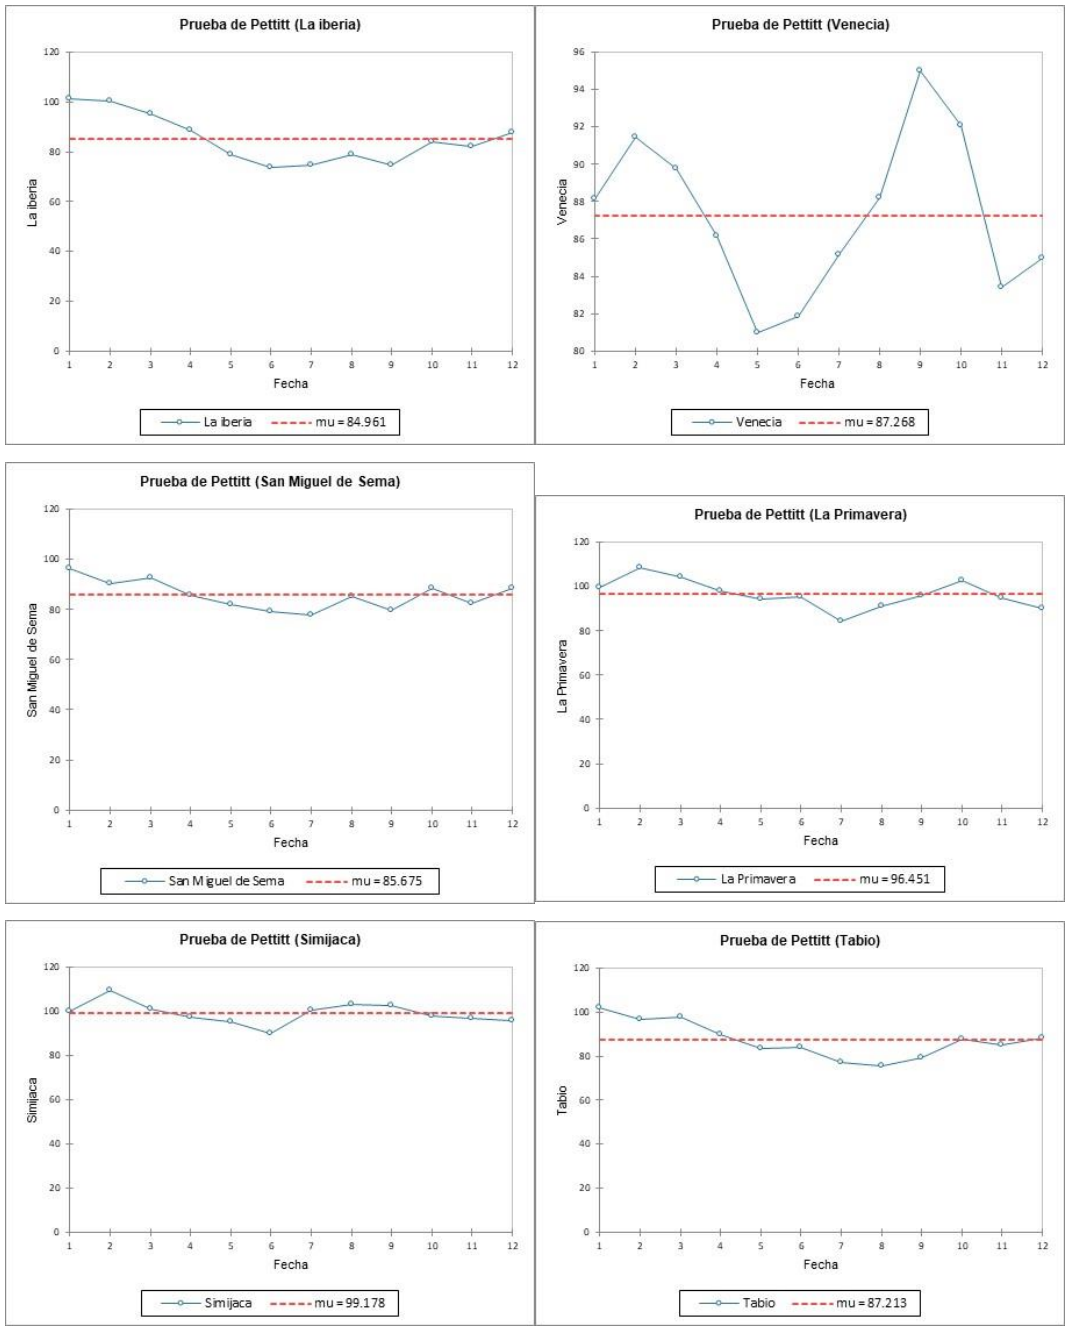 Prueba de Pettitt (La iberia)
120
100
80
60
40
20
0
La iberia
1 2 3 4 5 6 7 8 9 10 11 12
Fecha
La iberia mu = 84.961
Prueba de Pettitt (Venecia)
96
94
92
90
88
86
84
82
80
Venecia
1 2 3 4 5 6 7 8 9 10 11 12
Fecha
Venecia mu = 87.268
Prueba de Pettitt (San Miguel de Sema)
120
100
80
60
40
20
0
San Miguel de Sema
1 2 3 4 5 6 7 8 9 10 11 12
Fecha
San Miguel de Sema mu = 85.675
Prueba de Pettitt (La Primavera)
120
100
80
60
40
20
0
La Primavera
1 2 3 4 5 6 7 8 9 10 11 12
Fecha
La Primavera mu = 96.451
Prueba de Pettitt (Simijaca)
120
100
80
60
40
20
0
Simijaca
1 2 3 4 5 6 7 8 9 10 11 12
Fecha
Simijaca mu = 99.178
Prueba de Pettitt (Tabio)
120
100
80
60
40
20
0
Tabio
1 2 3 4 5 6 7 8 9 10 11 12
Fecha
Tabio mu = 87.213